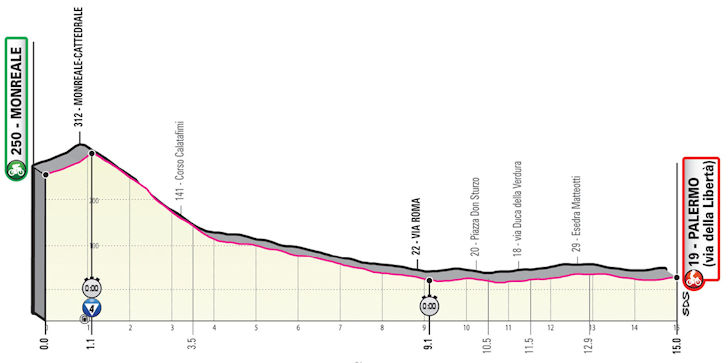 250 - MONREALE
312 - MONREALE-CATTEDRALE
141 - Corso Calatafimi
22 - VIA ROMA
20 - Piazza Don Sturzo
18 - via Duca della Verdura
29 - Esedra Matteotti
19 - PALERMO
(via della Libertà)
200
100
0:00
0:00
4
SDS
1 2 3 4 5 6 7 8 9 10 11 12 13 14 15
0.0 1.1 3.5 9.1 10.5 11.5 12.9 15.0